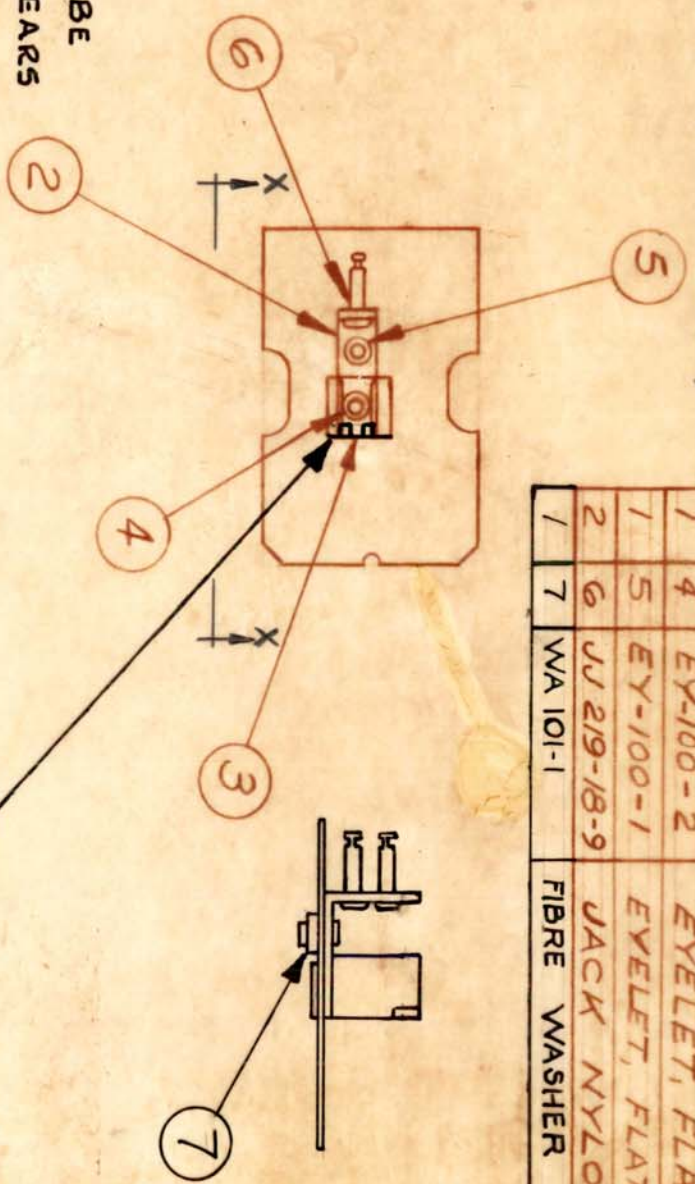 BE
EARS
6
2
5
4
3
7
X
X
1 4 EY-100-2 EYELET, FLA
1 5 EY-100-1 EYELET, FLAT
2 6 JJ 219-18-9 JACK NYLO
1 7 WA 101-1 FIBRE WASHER